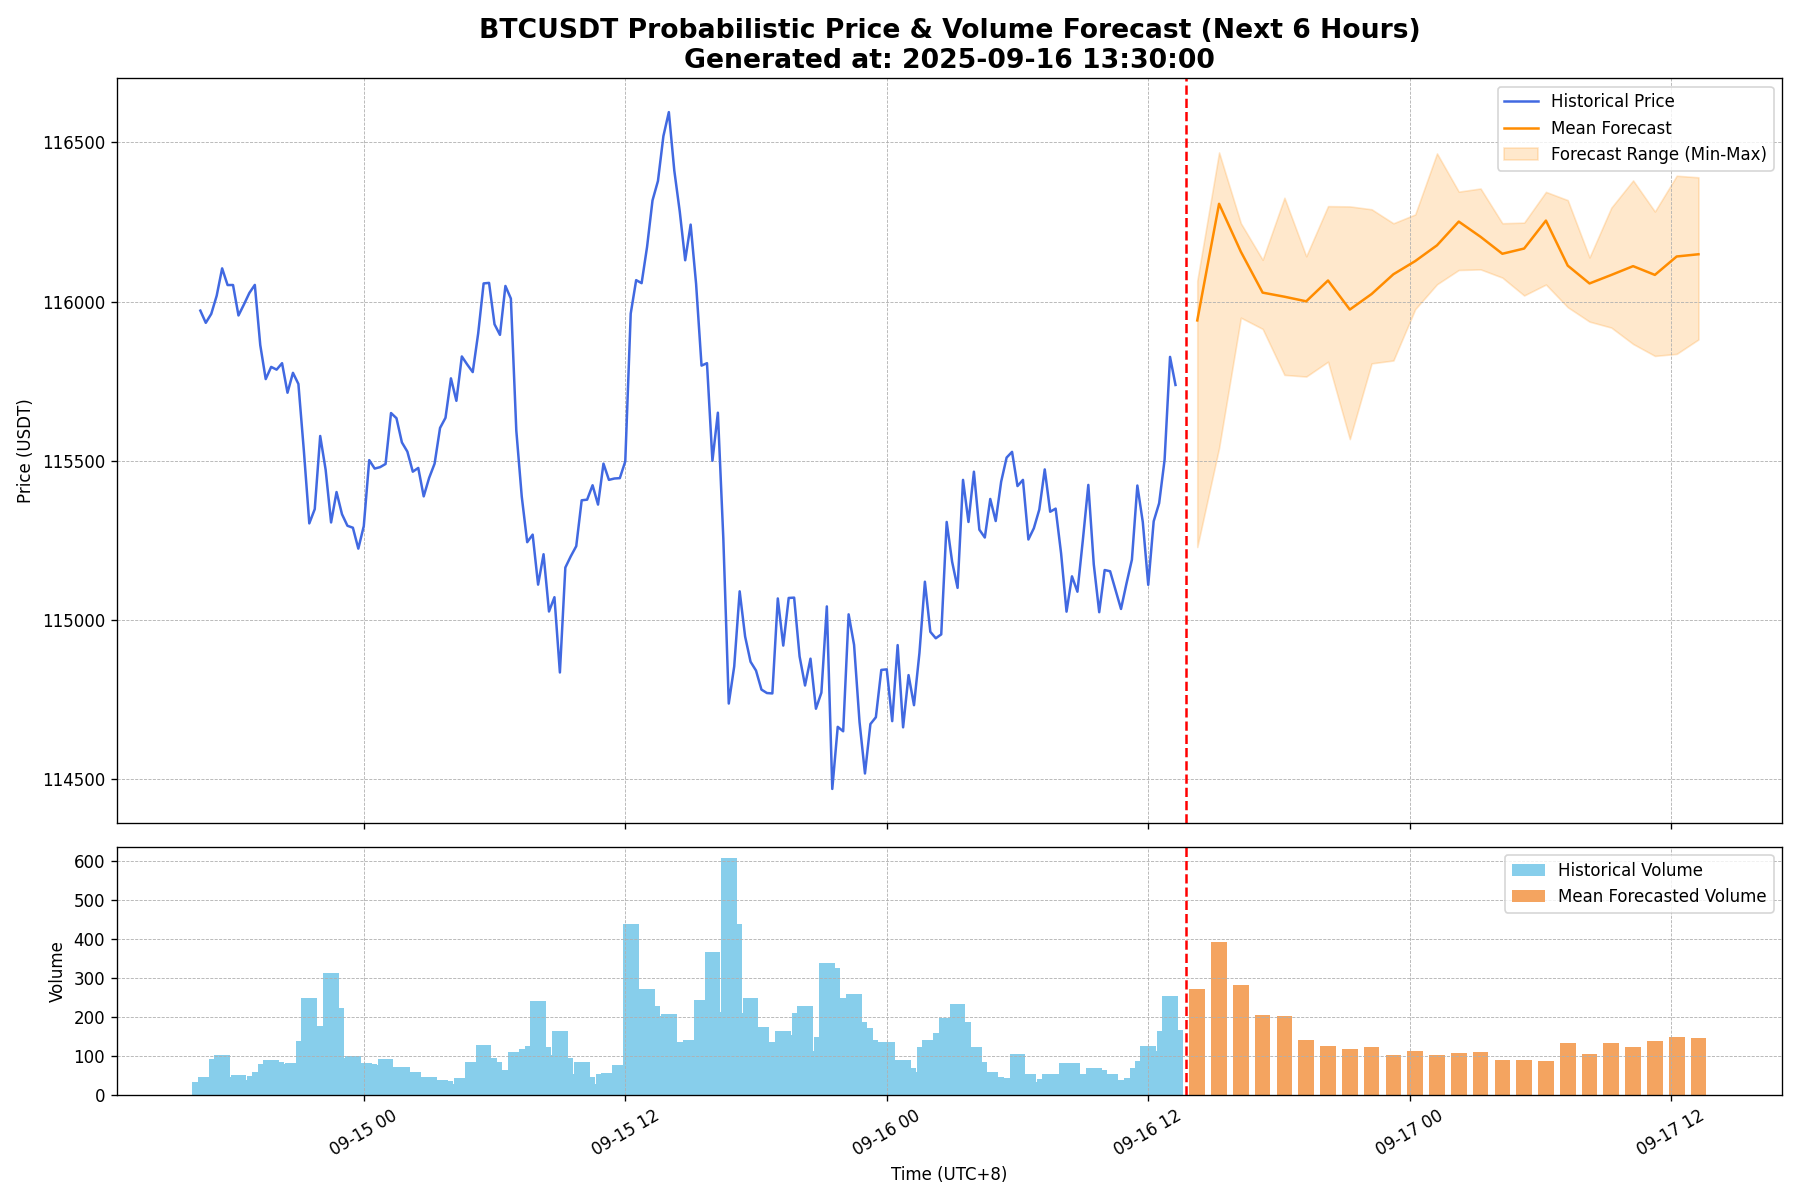 BTCUSDT Probabilistic Price & Volume Forecast (Next 6 Hours)
Generated at: 2025-09-16 13:30:00
Historical Price
Mean Forecast
Forecast Range (Min-Max)
Price (USDT)
116500
116000
115500
115000
114500
Historical Volume
Mean Forecasted Volume
Volume
600
500
400
300
200
100
0
09-15 00
09-15 12
09-16 00
09-16 12
09-17 00
09-17 12
Time (UTC+8)